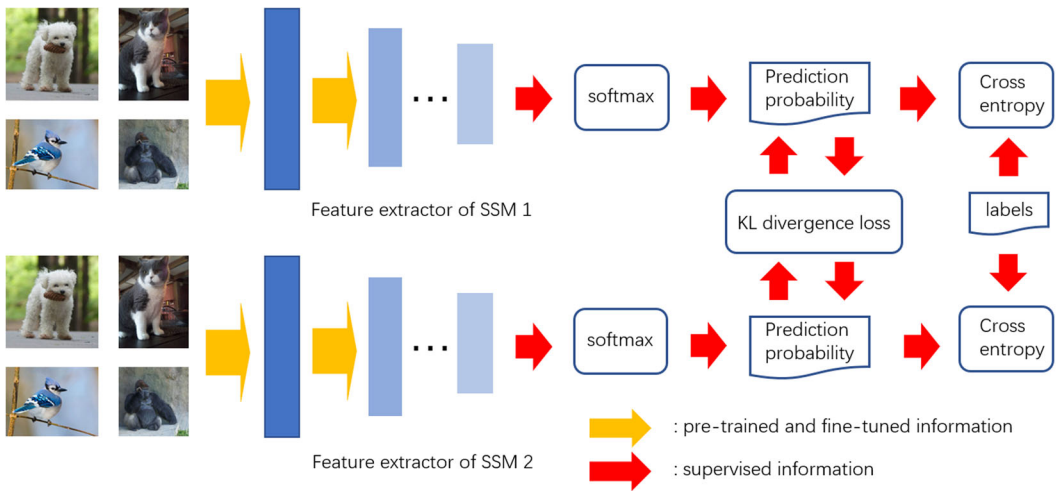 softmax
Prediction
probability
Cross
entropy
...
Feature extractor of SSM 1
KL divergence loss
labels
...
softmax
Prediction
probability
Cross
entropy
Feature extractor of SSM 2
: pre-trained and fine-tuned information
: supervised information